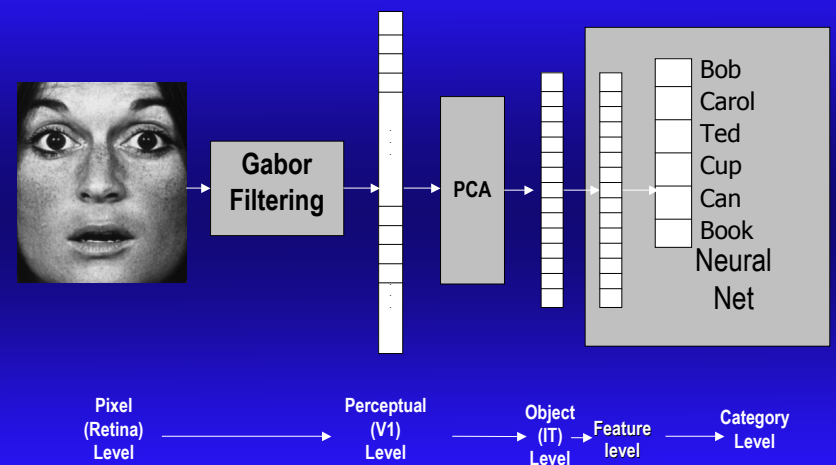 Gabor
Filtering
PCA
Bob
Carol
Ted
Cup
Can
Book
Neural
Net
Pixel
(Retina)
Level
Perceptual
(V1)
Level
Object
(IT)
Level
Feature
level
Category
Level